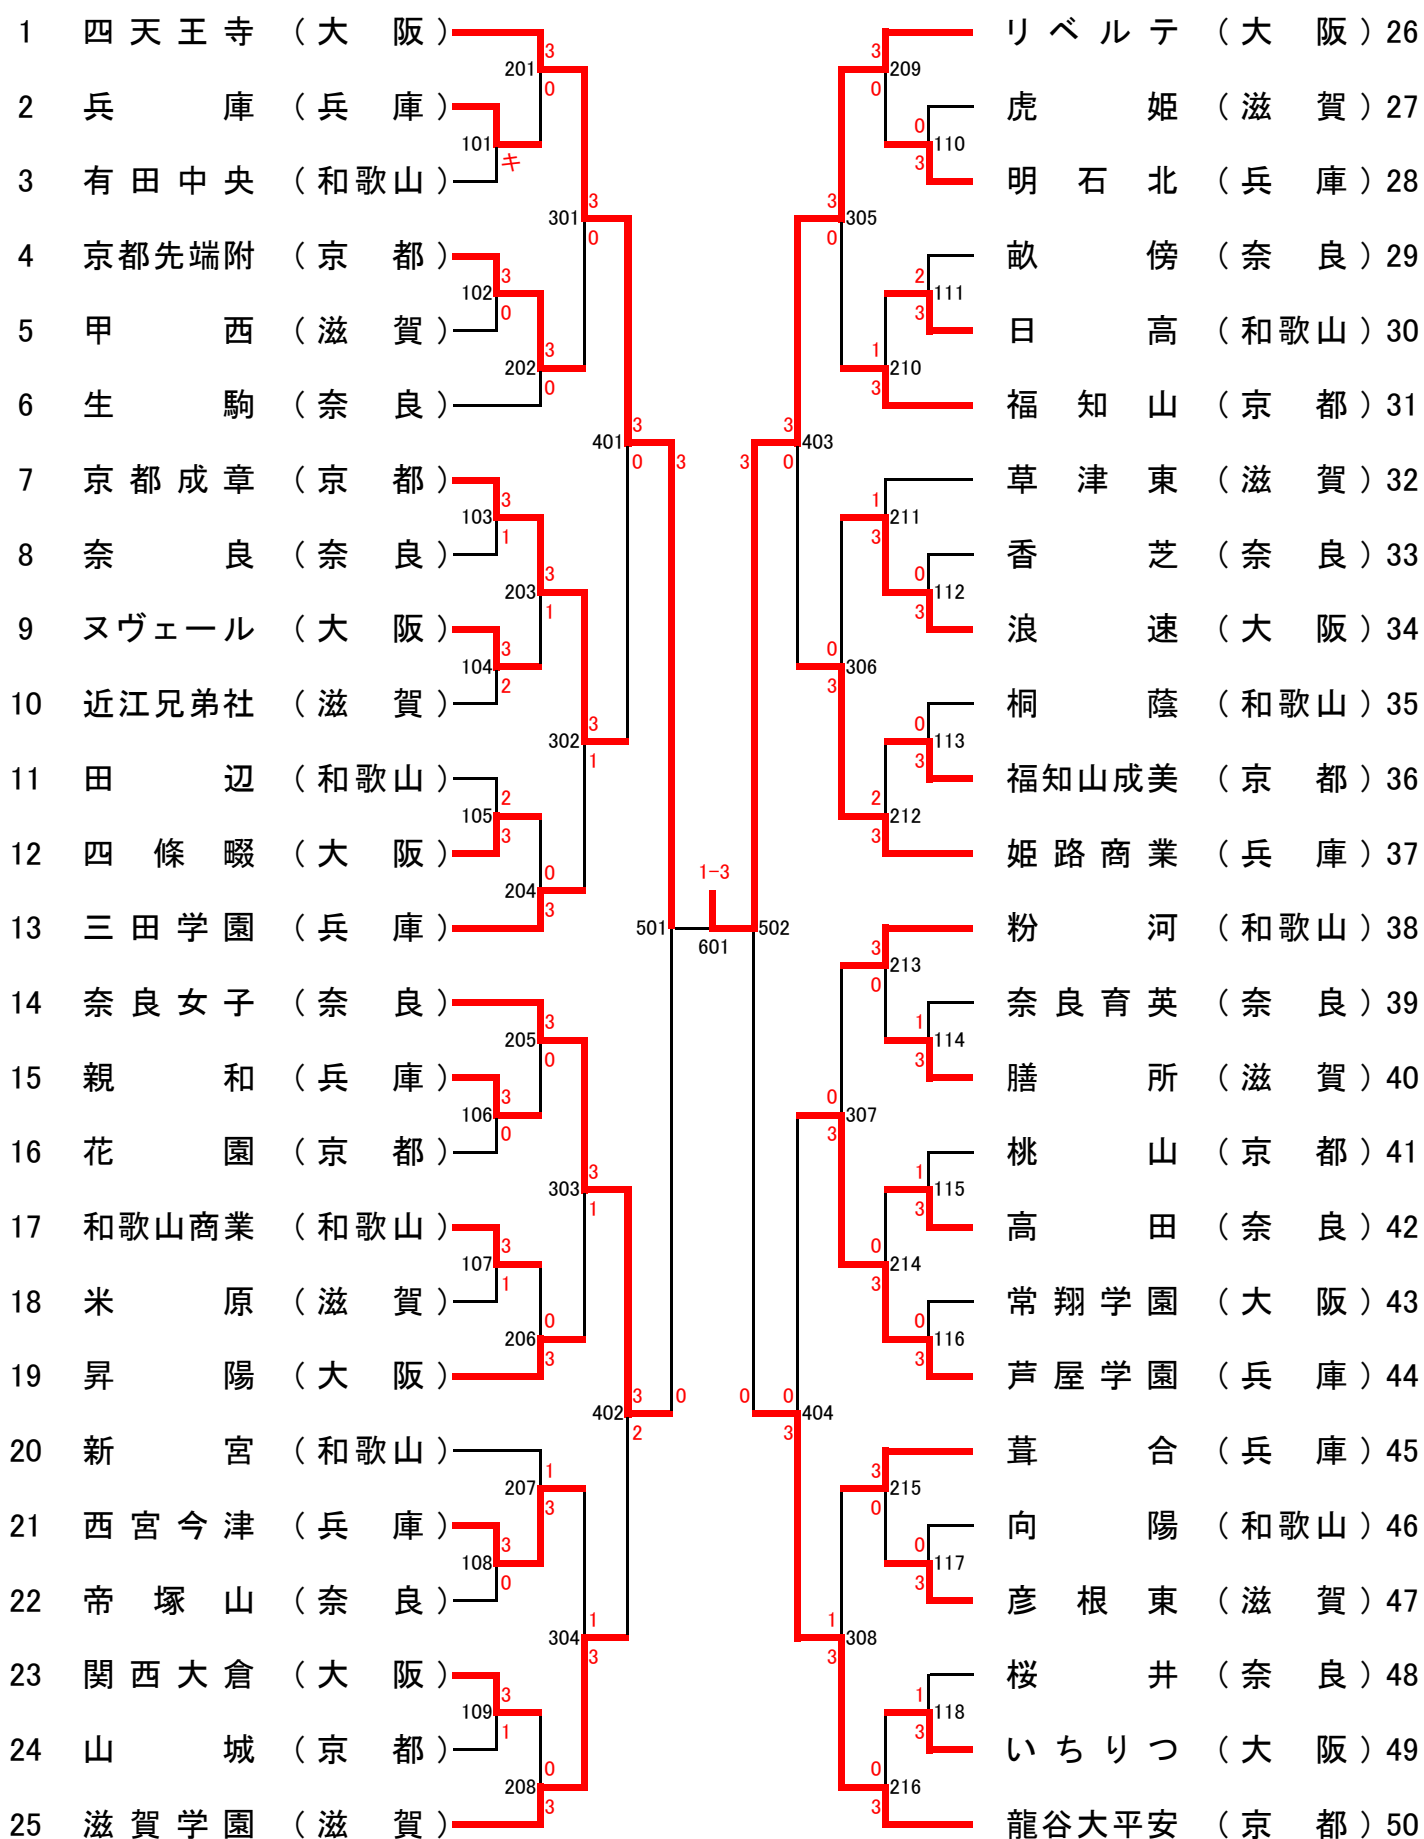 1 四天王寺 (大阪) リベルテ (大阪) 26
3 3
201 209
0 0
2 兵庫 (兵庫) 虎姫 (滋賀) 27
0
101 110
キ 3
3 有田中央 (和歌山) 明石北 (兵庫) 28
3 3
301 305
0 0
4 京都先端附 (京都) 畝傍 (奈良) 29
3 2
102 111
0 3
5 甲西 (滋賀) 日高 (和歌山) 30
3 1
202 210
0 3
6 生駒 (奈良) 福知山 (京都) 31
3 3
401 403
0 3 3 0
7 京都成章 (京都) 草津東 (滋賀) 32
3 1
103 211
1 3
8 奈良 (奈良) 香芝 (奈良) 33
3 0
203 112
1 3
9 ヌヴェール (大阪) 浪速 (大阪) 34
3 0
104 306
2 3
10 近江兄弟社 (滋賀) 桐蔭 (和歌山) 35
3 0
302 113
1 3
11 田辺 (和歌山) 福知山成美 (京都) 36
2 2
105 212
3 3
12 四條畷 (大阪) 姫路商業 (兵庫) 37
0 1-3
204
3
13 三田学園 (兵庫) 501 502 粉河 (和歌山) 38
601
3
213
0
14 奈良女子 (奈良) 奈良育英 (奈良) 39
3 1
205 114
0 3
15 親和 (兵庫) 膳所 (滋賀) 40
3 0
106 307
0 3
16 花園 (京都) 桃山 (京都) 41
3 1
303 115
1 3
17 和歌山商業 (和歌山) 高田 (奈良) 42
3 0
107 214
1 3
18 米原 (滋賀) 常翔学園 (大阪) 43
0 0
206 116
3 3
19 昇陽 (大阪) 芦屋学園 (兵庫) 44
3 0 0 0
402 404
2 3
20 新宮 (和歌山) 葺合 (兵庫) 45
1 3
207 215
3 0
21 西宮今津 (兵庫) 向陽 (和歌山) 46
3 0
108 117
0 3
22 帝塚山 (奈良) 彦根東 (滋賀) 47
1 1
304 308
3 3
23 関西大倉 (大阪) 桜井 (奈良) 48
3 1
109 118
1 3
24 山城 (京都) いちりつ (大阪) 49
0 0
208 216
3 3
25 滋賀学園 (滋賀) 龍谷大平安 (京都) 50